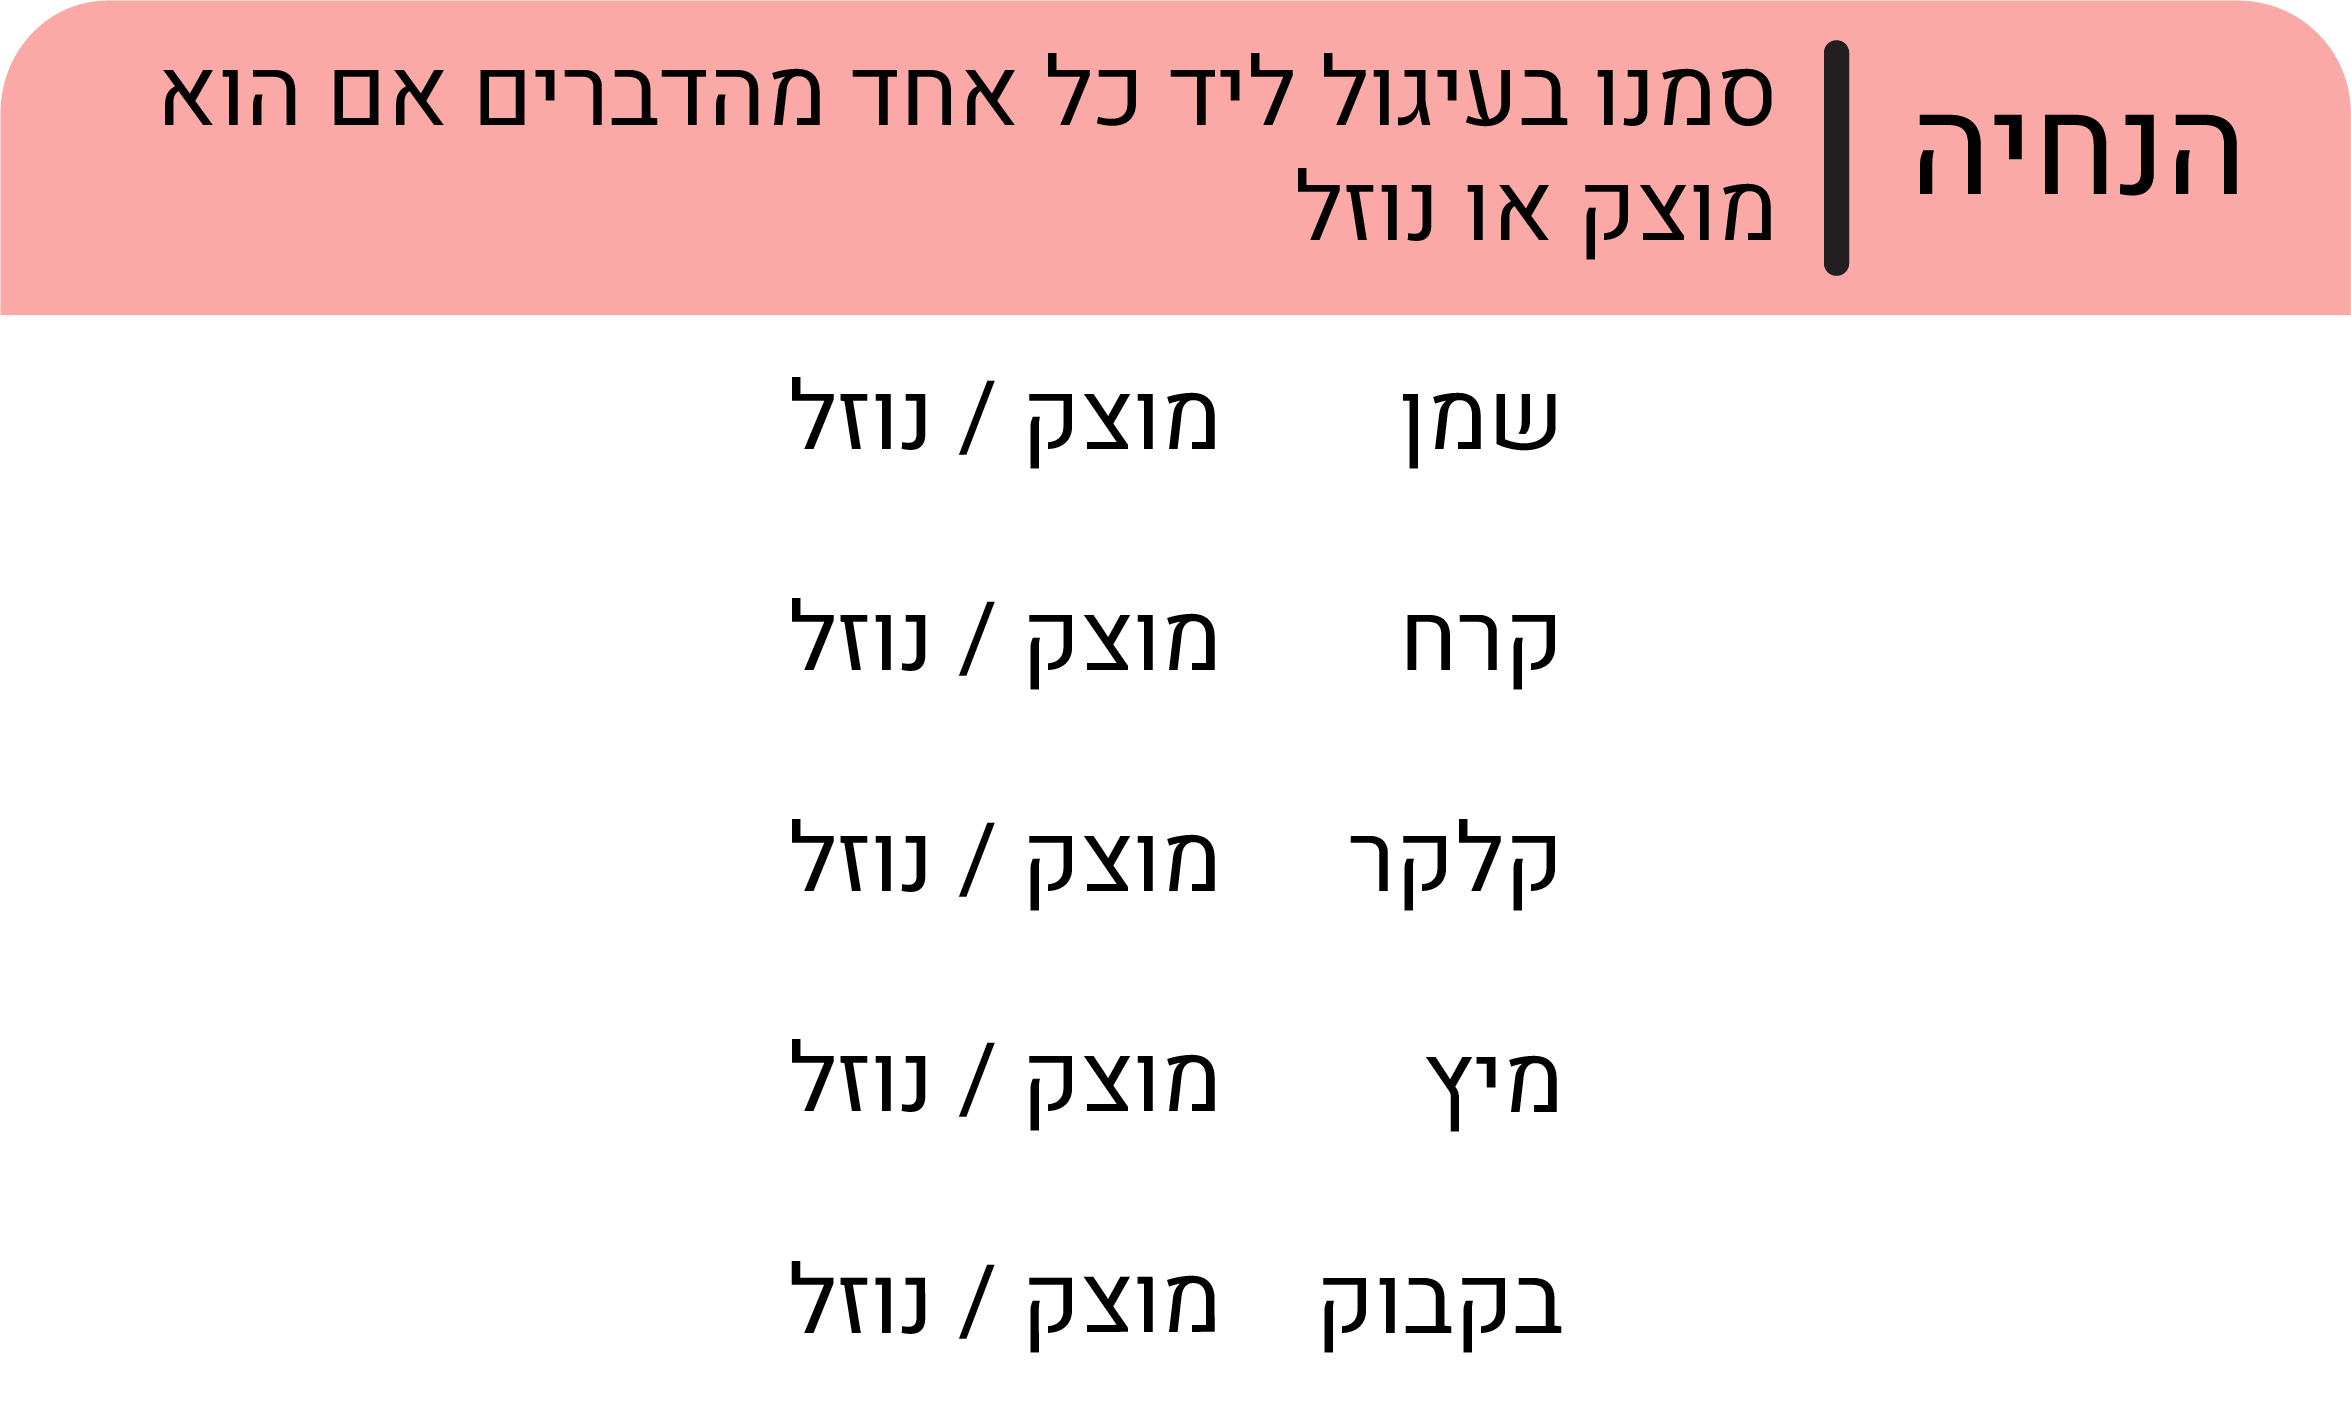 הנחיה
סמנו בעיגול ליד כל אחד מהדברים אם הוא
מוצק או נוזל
שמן מוצק / נוזל
קרח מוצק / נוזל
קלקר מוצק / נוזל
מיץ מוצק / נוזל
בקבוק מוצק / נוזל